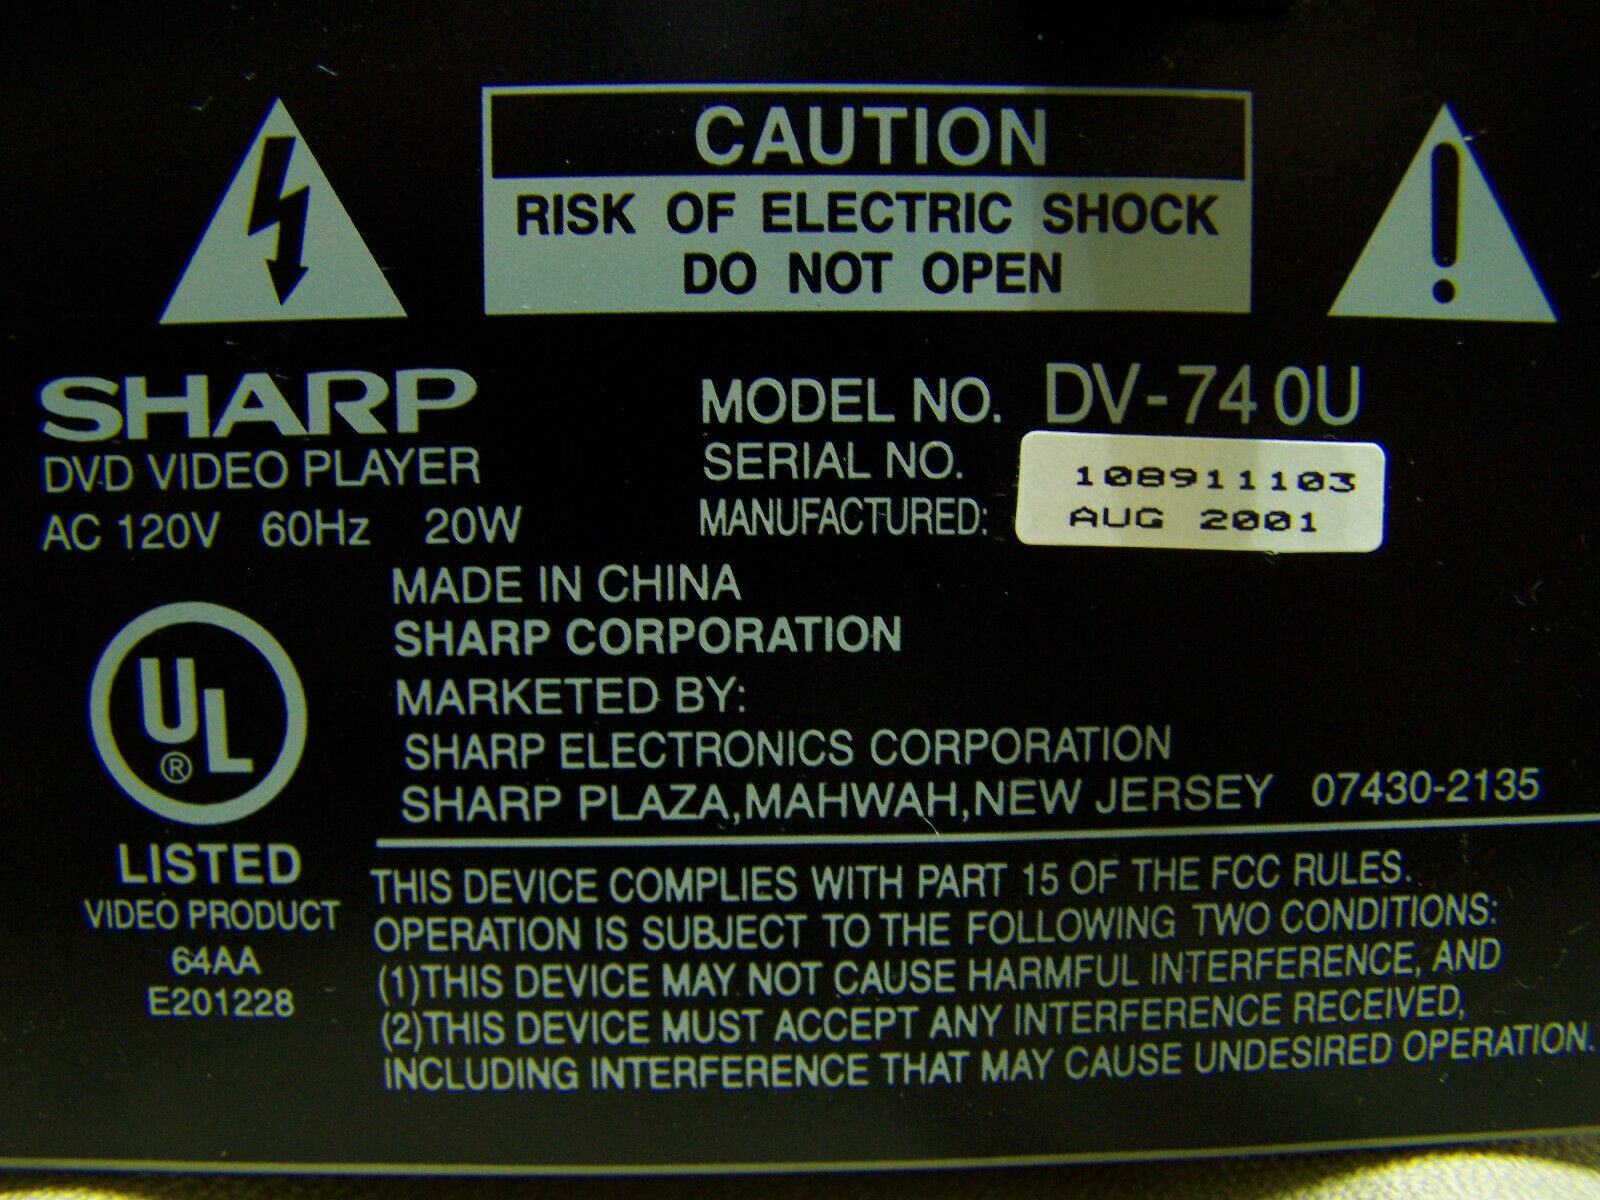 CAUTION
RISK OF ELECTRIC SHOCK
DO NOT OPEN
SHARP
DVD VIDEO PLAYER
AC 120V 60Hz 20W
MODEL NO. DV-740U
SERIAL NO. 108911103
MANUFACTURED: AUG 2001
MADE IN CHINA
SHARP CORPORATION
MARKETED BY:
SHARP ELECTRONICS CORPORATION
SHARP PLAZA,MAHWAH,NEW JERSEY 07430-2135
UL
®
LISTED
VIDEO PRODUCT
64AA
E201228
THIS DEVICE COMPLIES WITH PART 15 OF THE FCC RULES.
OPERATION IS SUBJECT TO THE FOLLOWING TWO CONDITIONS:
(1)THIS DEVICE MAY NOT CAUSE HARMFUL INTERFERENCE, AND
(2)THIS DEVICE MUST ACCEPT ANY INTERFERENCE RECEIVED,
INCLUDING INTERFERENCE THAT MAY CAUSE UNDESIRED OPERATION.